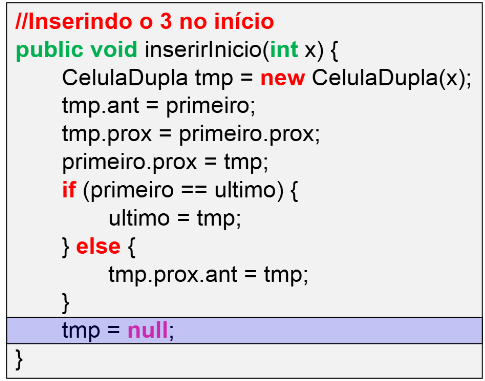 //Inserindo o 3 no início
public void inserirInicio(int x) {
CelulaDupla tmp = new CelulaDupla(x);
tmp.ant = primeiro;
tmp.prox = primeiro.prox;
primeiro.prox = tmp;
if (primeiro == ultimo) {
ultimo = tmp;
} else {
tmp.prox.ant = tmp;
}
tmp = null;
}